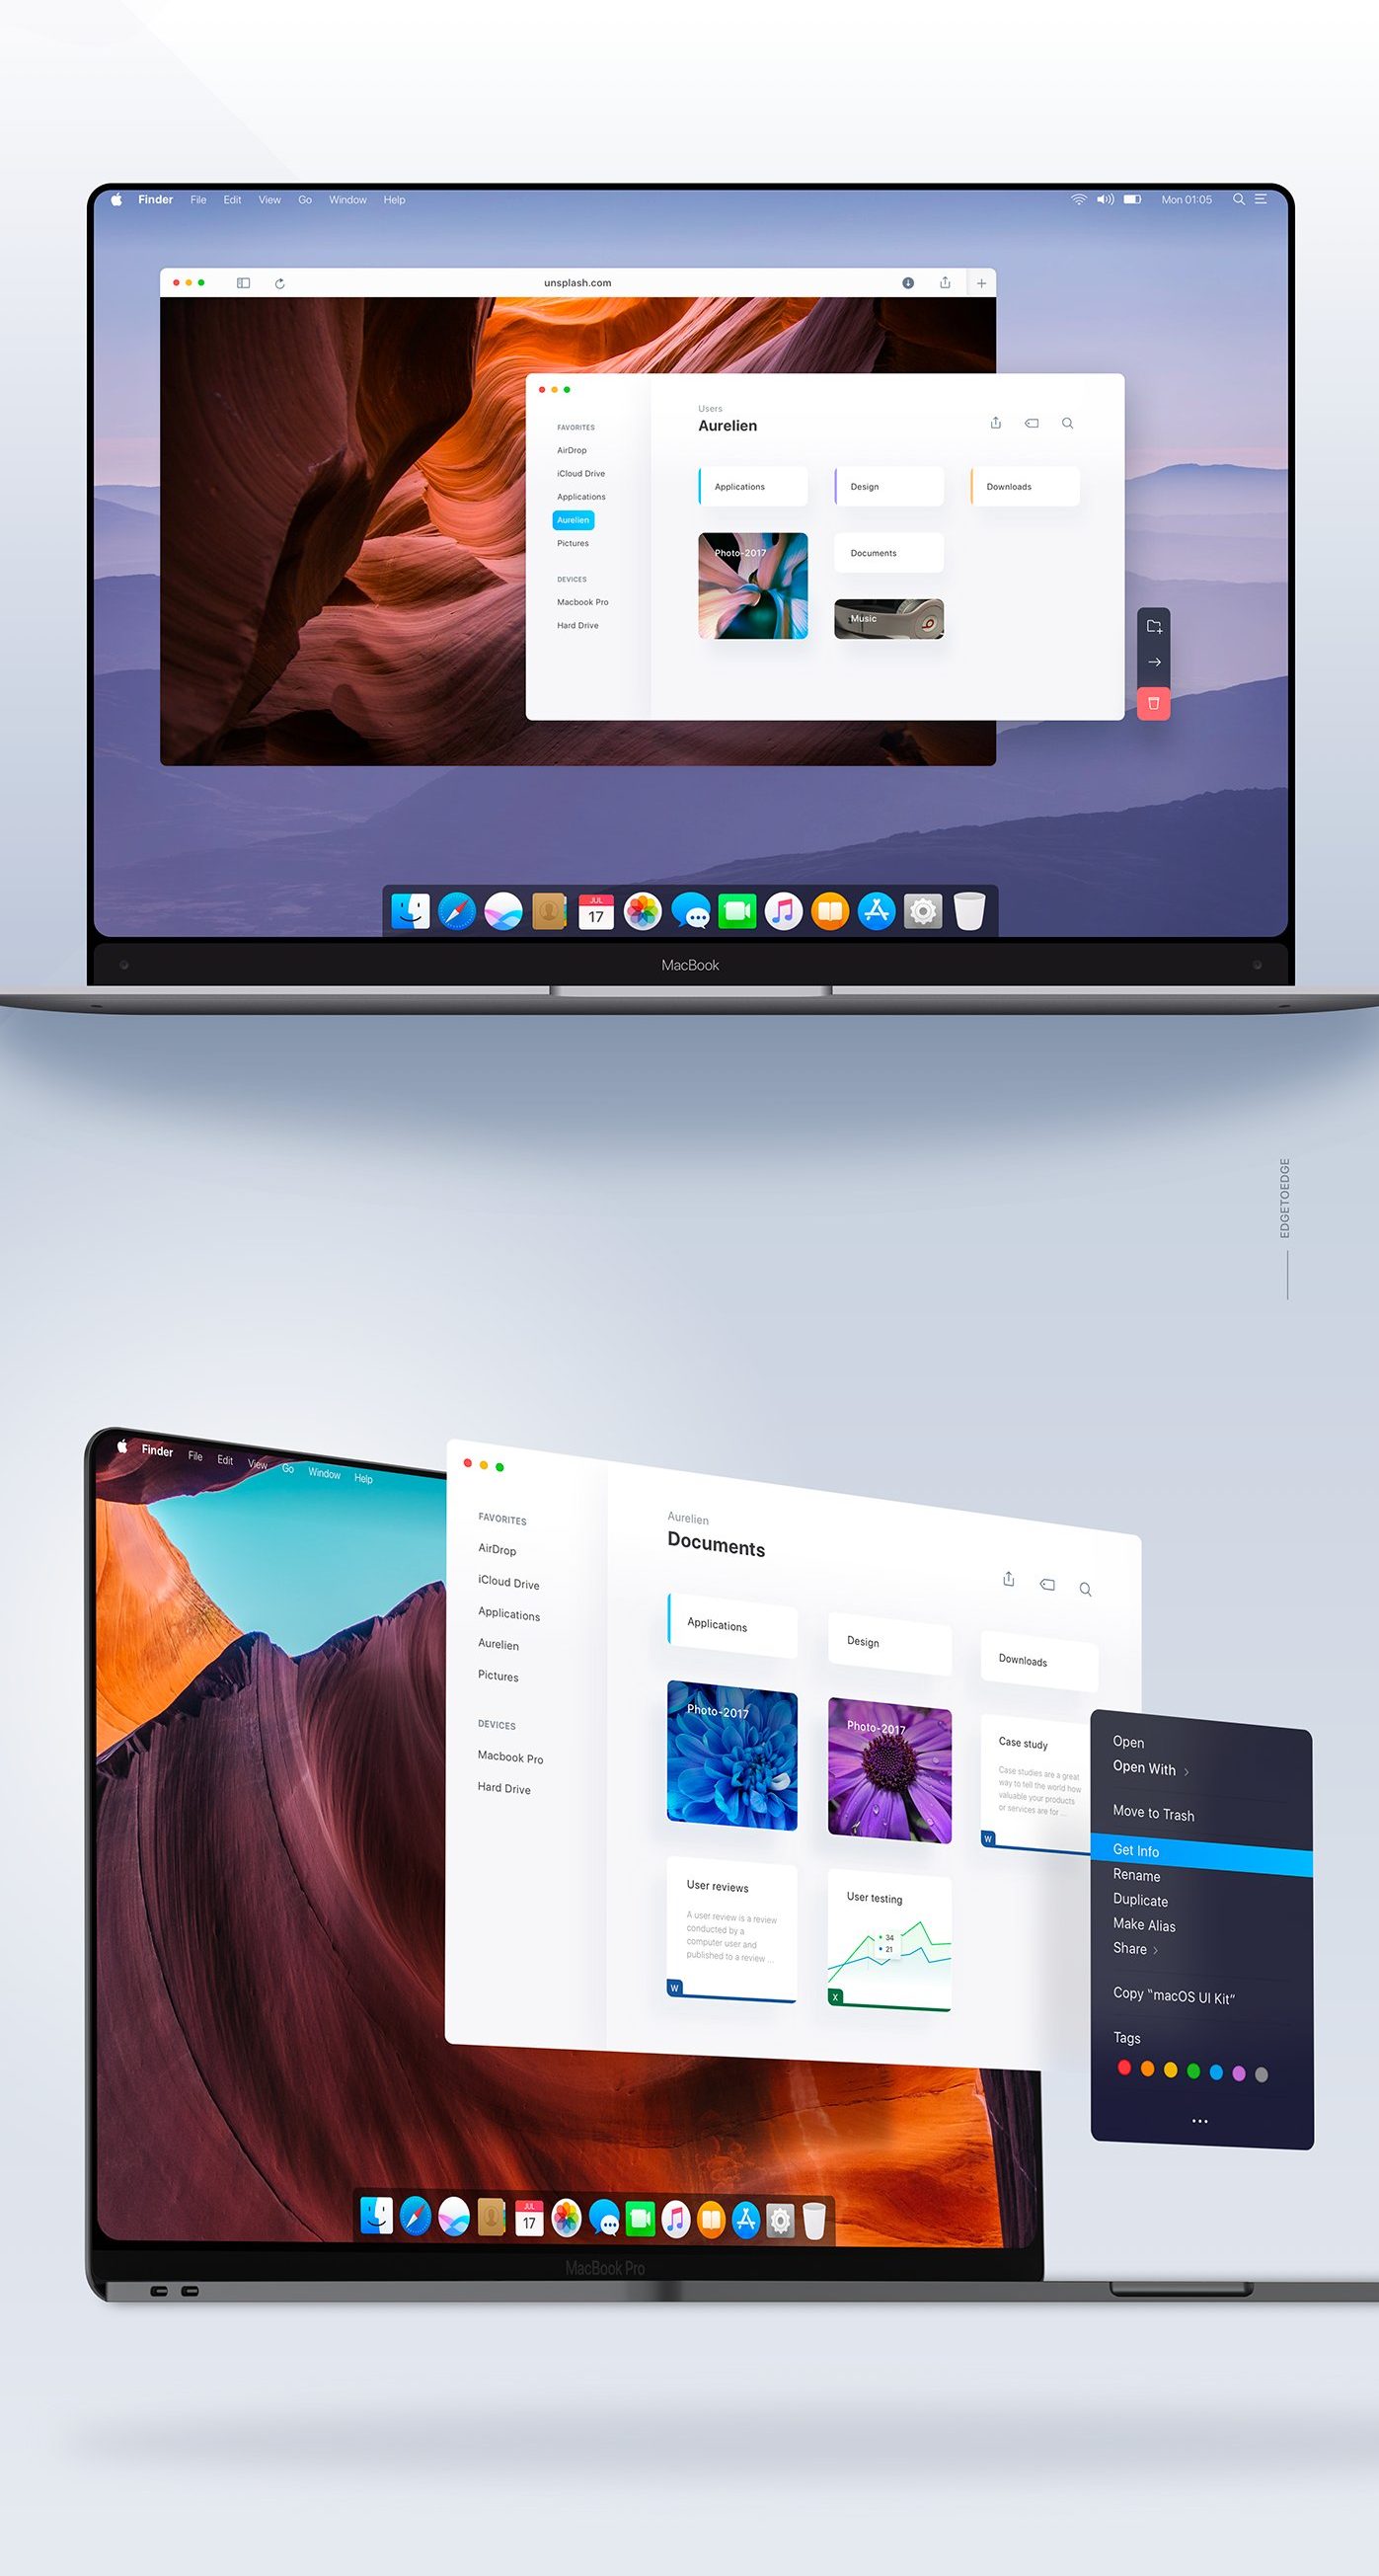 Finder File Edit View Go Window Help Mon 01:05
unsplash.com
Users
Aurelien
FAVORITES
AirDrop
iCloud Drive
Applications
Aurelien
Pictures
DEVICES
Macbook Pro
Hard Drive
Applications Design Downloads
Photo-2017 Documents
Music
JUL
17
MacBook
EDGETOEDGE
Finder File Edit View Go Window Help
FAVORITES
AirDrop
iCloud Drive
Applications
Aurelien
Pictures
DEVICES
Macbook Pro
Hard Drive
Aurelien
Documents
Applications Design Downloads
Photo-2017 Photo-2017
Case study
Case studies are a great
way to tell the world how
valuable your products
or services are for ...
W
User reviews
A user review is a review
conducted by a
computer user and
published to a review ...
W
User testing
34
21
X
Open
Open With
Move to Trash
Get Info
Rename
Duplicate
Make Alias
Share
Copy “macOS UI Kit”
Tags
JUL
17
MacBook Pro